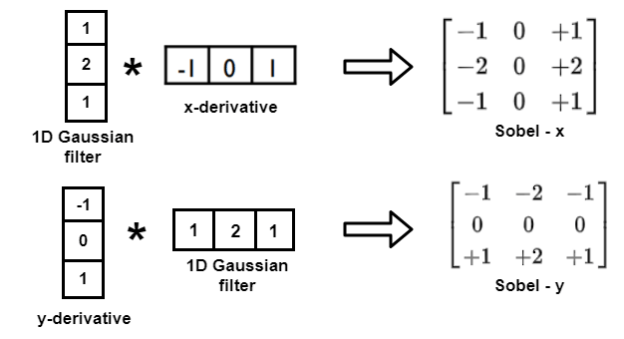 1
2
1
*
-1 0 1
-1 0 +1
-2 0 +2
-1 0 +1
1D Gaussian
filter
x-derivative
Sobel - x
-1
0
1
*
1 2 1
-1 -2 -1
0 0 0
+1 +2 +1
y-derivative
1D Gaussian
filter
Sobel - y